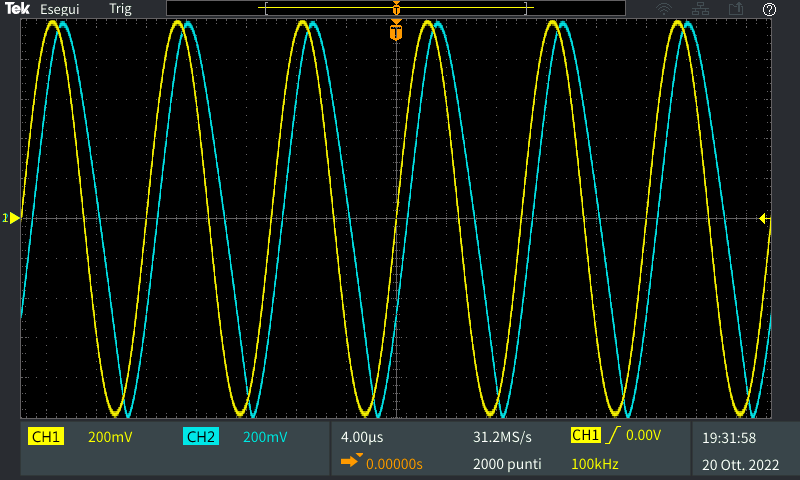 Tek Esegui Trig T ?
T
1
CH1 200mV CH2 200mV 4.00µs 31.2MS/s CH1 0.00V 19:31:58
0.00000s 2000 punti 100kHz 20 Ott. 2022